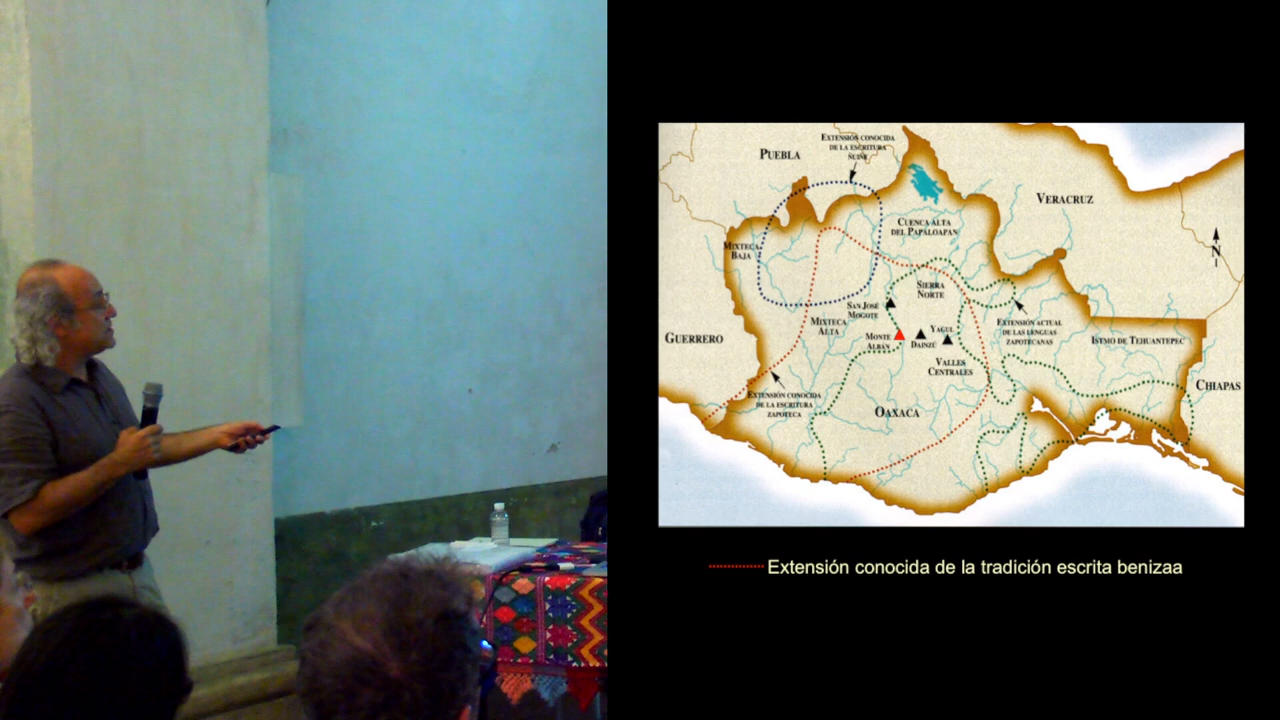 EXTENSIÓN CONOCIDA
DE LA ESCRITURA
ÑUIÑE
PUEBLA
VERACRUZ
CUENCA ALTA
DEL PAPALOAPAN
MIXTECA
BAJA
N
SIERRA
NORTE
SAN JOSÉ
MOGOTE
MIXTECA
ALTA
EXTENSIÓN ACTUAL
DE LAS LENGUAS
ZAPOTECANAS
GUERRERO
MONTE
ALBÁN
YAGUL
DAINZÚ
ISTMO DE TEHUANTEPEC
VALLES
CENTRALES
CHIAPAS
EXTENSIÓN CONOCIDA
DE LA ESCRITURA
ZAPOTECA
OAXACA
Extensión conocida de la tradición escrita benizaa